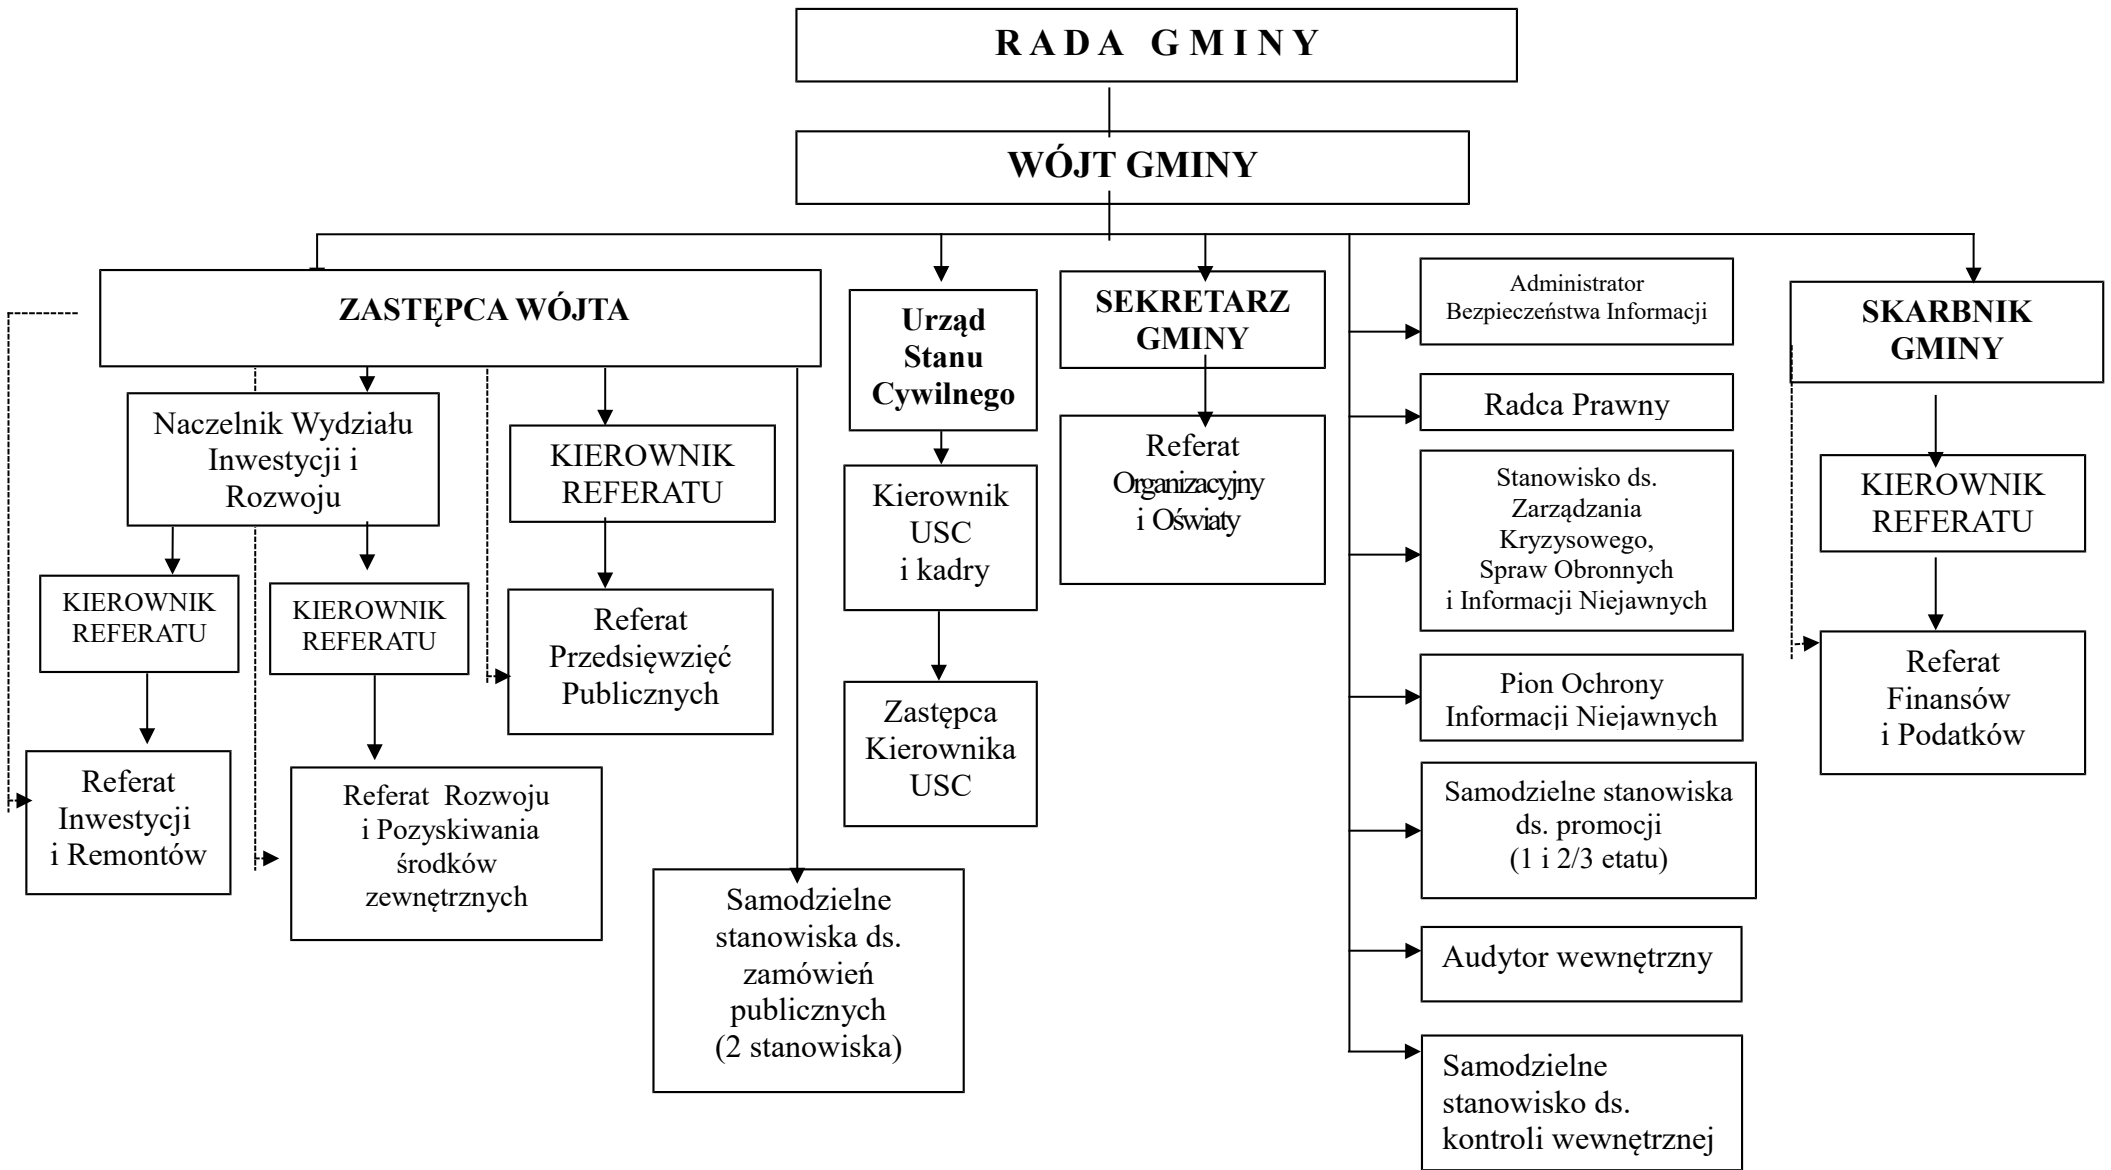 RADA GMINY
WÓJT GMINY
ZASTĘPCA WÓJTA
Naczelnik Wydziału
Inwestycji i
Rozwoju
KIEROWNIK
REFERATU
Referat
Inwestycji
i Remontów
KIEROWNIK
REFERATU
Referat Rozwoju
i Pozyskiwania
środków
zewnętrznych
KIEROWNIK
REFERATU
Referat
Przedsięwzięć
Publicznych
Samodzielne
stanowiska ds.
zamówień
publicznych
(2 stanowiska)
Urząd
Stanu
Cywilnego
Kierownik
USC
i kadry
Zastępca
Kierownika
USC
SEKRETARZ
GMINY
Referat
Organizacyjny
i Oświaty
Administrator
Bezpieczeństwa Informacji
Radca Prawny
Stanowisko ds.
Zarządzania
Kryzysowego,
Spraw Obronnych
i Informacji Niejawnych
Pion Ochrony
Informacji Niejawnych
Samodzielne stanowiska
ds. promocji
(1 i 2/3 etatu)
Audytor wewnętrzny
Samodzielne
stanowisko ds.
kontroli wewnętrznej
SKARBNIK
GMINY
KIEROWNIK
REFERATU
Referat
Finansów
i Podatków